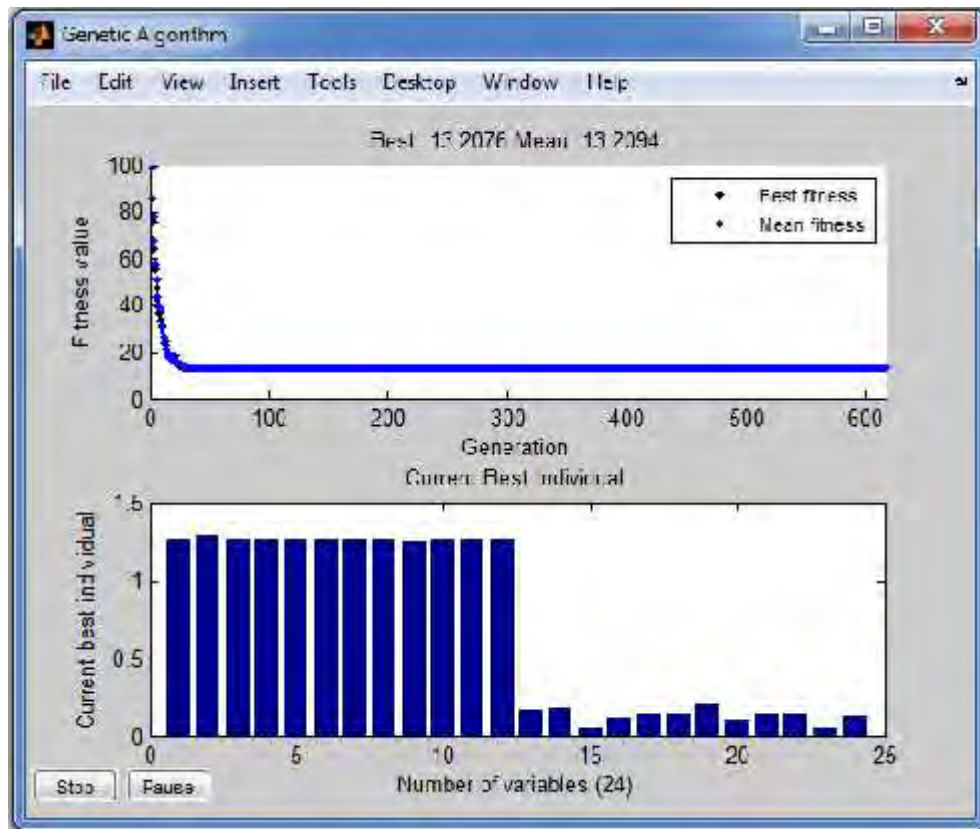 Genetic Algorithm
File Edit View Insert Tools Desktop Window Help
Best: 13.2076 Mean: 13.2094
100
80
60
40
20
0
Fitness value
Best fitness
Mean fitness
0 100 200 300 400 500 600
Generation
Current Best Individual
1.5
1
0.5
0
Current best individual
0 5 10 15 20 25
Number of variables (24)
Stop Pause